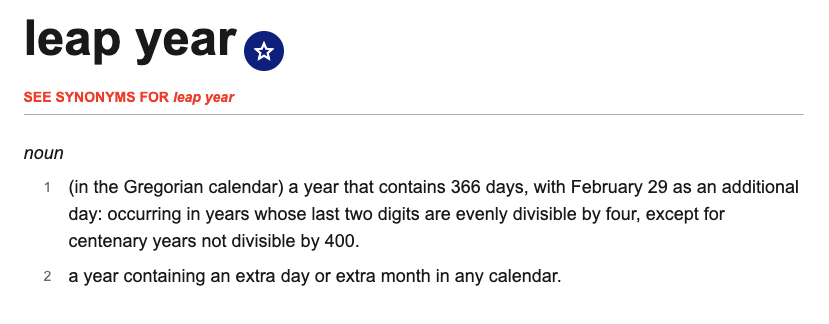 leap year
SEE SYNONYMS FOR leap year
noun
1 (in the Gregorian calendar) a year that contains 366 days, with February 29 as an additional
day: occurring in years whose last two digits are evenly divisible by four, except for
centenary years not divisible by 400.
2 a year containing an extra day or extra month in any calendar.